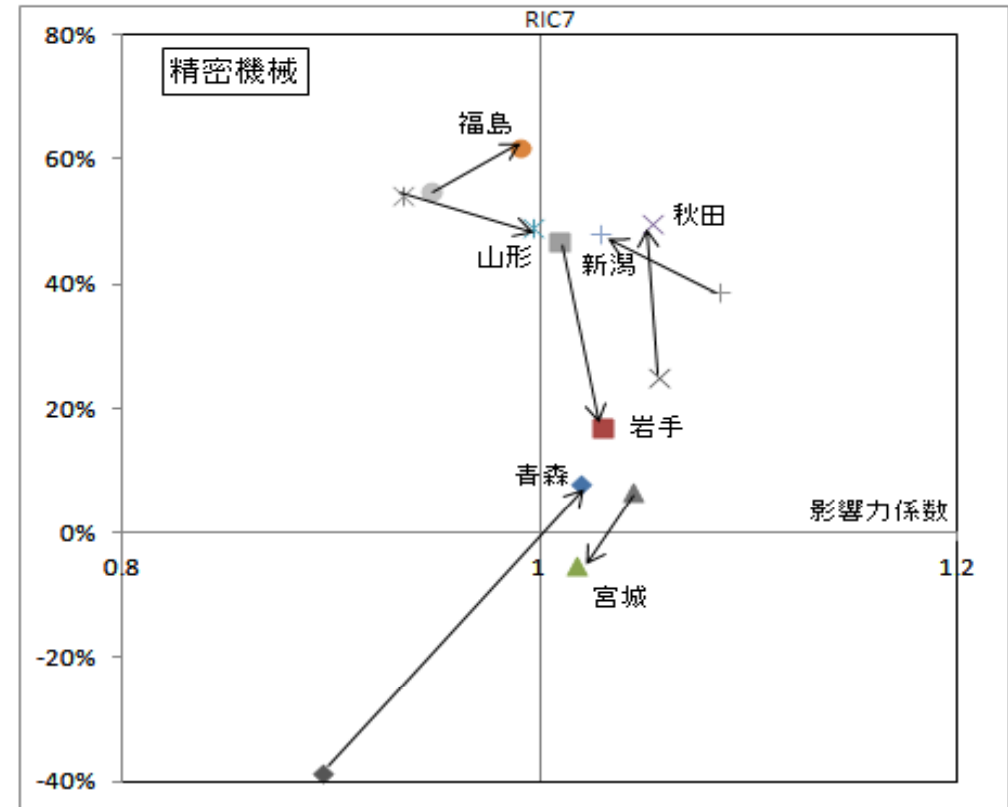 RIC7
80%
精密機械
福島
60%
秋田
山形
新潟
40%
20%
岩手
青森
影響力係数
0%
0.8
1
1.2
宮城
-20%
-40%